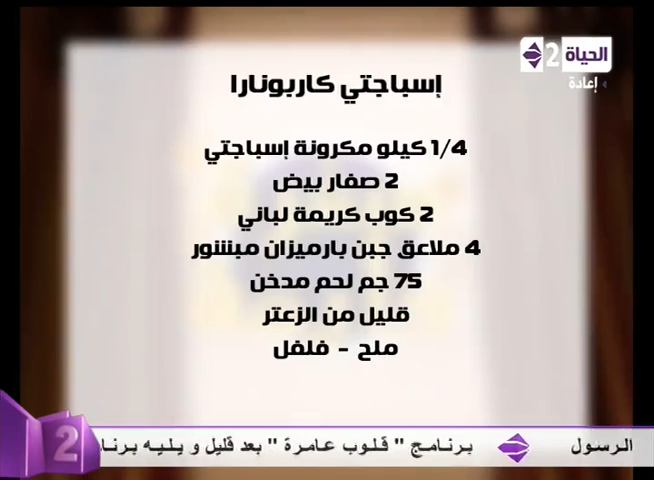 الحياة 2
إعادة
إسباجتي كاربونارا
1/4 كيلو مكرونة إسباجتي
2 صفار بيض
2 كوب كريمة لباني
4 ملاعق جبن بارميزان مبشور
75 جم لحم مدخن
قليل من الزعتر
ملح - فلفل
الرسول
برنامج " قلوب عامرة " بعد قليل و يليه برنا
2